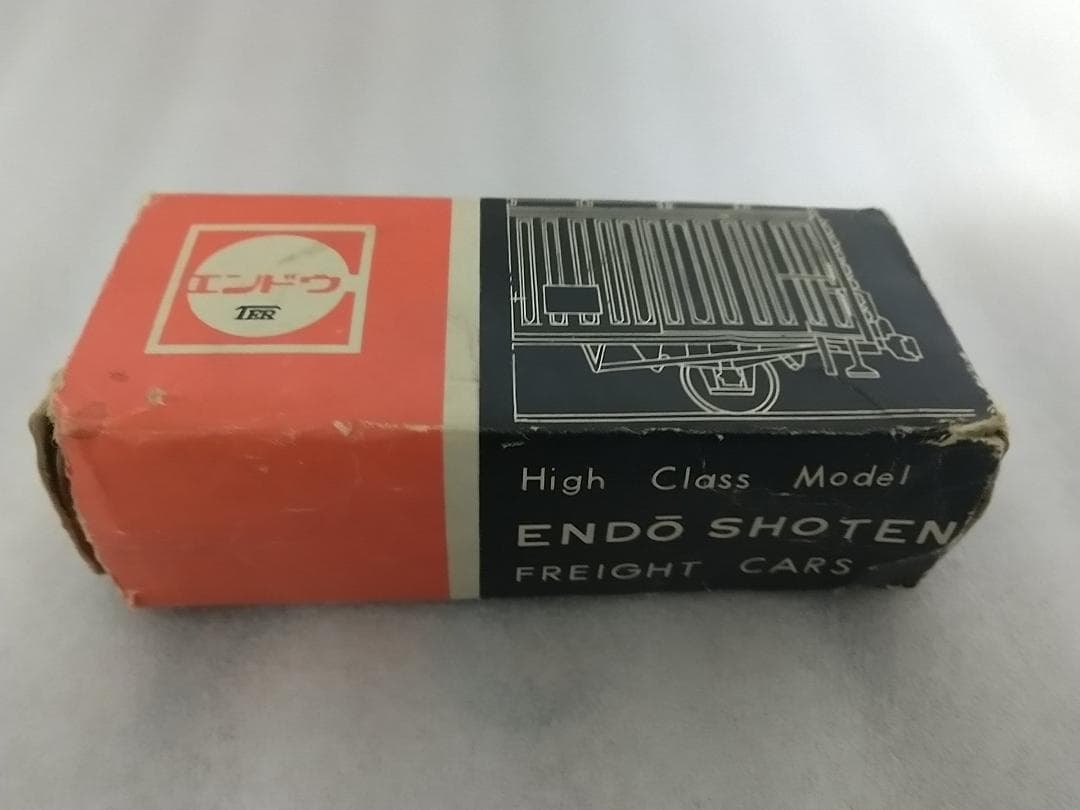 エンドウ
TER
High Class Model
ENDŌ SHOTEN
FREIGHT CARS